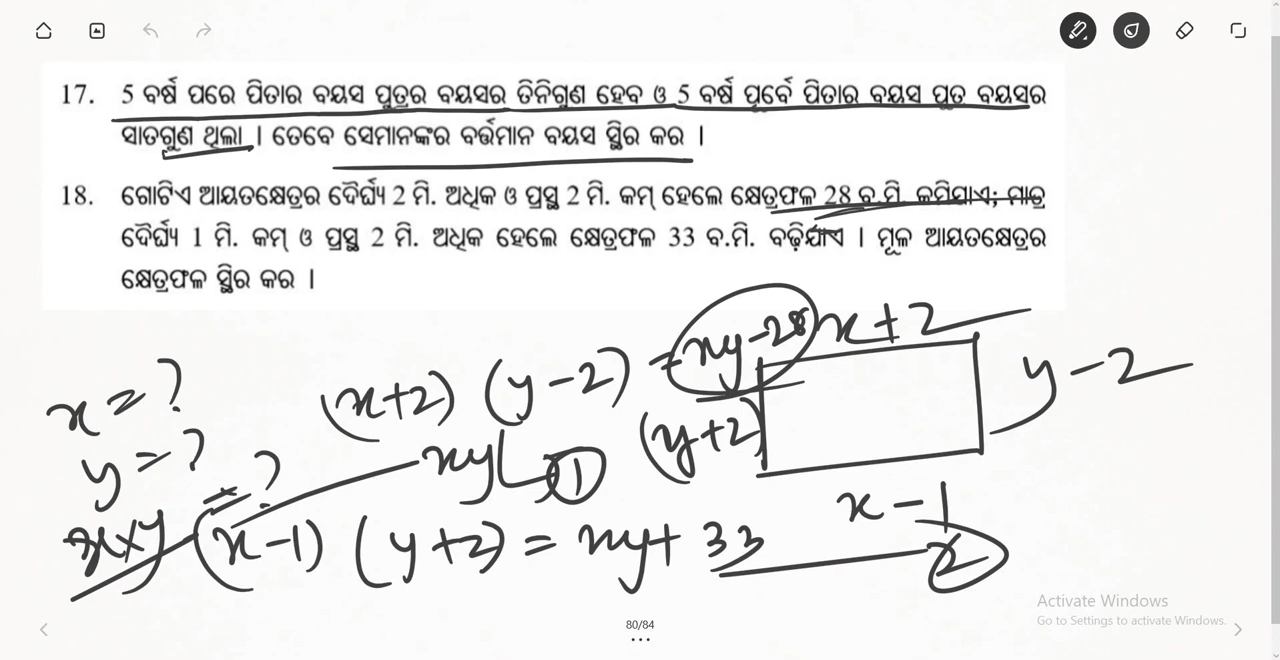 17. 5 ବର୍ଷ ପରେ ପିତାର ବୟସ ପୁତ୍ରର ବୟସର ତିନିଗୁଣ ହେବ ଓ 5 ବର୍ଷ ପୂର୍ବେ ପିତାର ବୟସ ପୁତ୍ର ବୟସର
ସାତଗୁଣ ଥିଲା । ତେବେ ସେମାନଙ୍କର ବର୍ତ୍ତମାନ ବୟସ ସ୍ଥିର କର ।
18. ଗୋଟିଏ ଆୟତକ୍ଷେତ୍ରର ଦୈର୍ଘ୍ୟ 2 ମି. ଅଧିକ ଓ ପ୍ରସ୍ଥ 2 ମି. କମ୍ ହେଲେ କ୍ଷେତ୍ରଫଳ 28 ବ.ମି. କମିଯାଏ; ମାତ୍ର
ଦୈର୍ଘ୍ୟ 1 ମି. କମ୍ ଓ ପ୍ରସ୍ଥ 2 ମି. ଅଧିକ ହେଲେ କ୍ଷେତ୍ରଫଳ 33 ବ.ମି. ବଢ଼ିଯାଏ । ମୂଳ ଆୟତକ୍ଷେତ୍ରର
କ୍ଷେତ୍ରଫଳ ସ୍ଥିର କର ।
x+2
(x+2) (y-2) = xy-28
y-2
x = ?
(y+2)
y = ?
xy
①
= ?
x-1
x×y (x-1) (y+2) = xy+ 33
②
Activate Windows
Go to Settings to activate Windows.
80/84